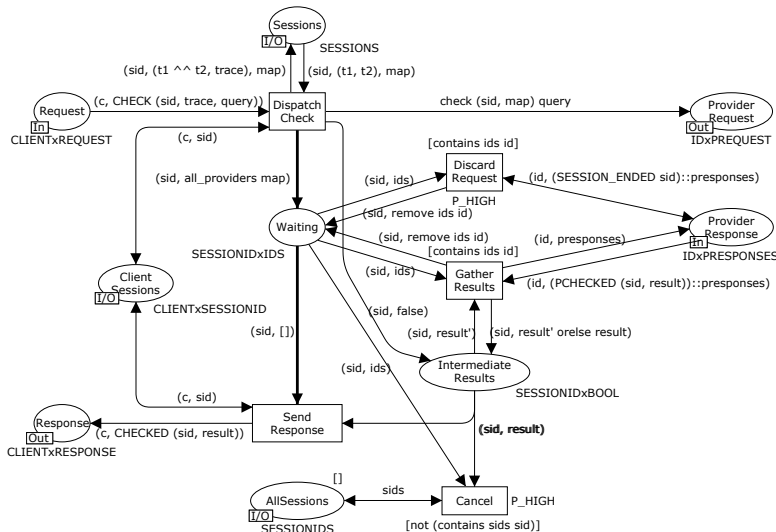 Sessions
I/O
SESSIONS
(sid, (t1 ^^ t2, trace), map)
(sid, (t1, t2), map)
Request
In
CLIENTxREQUEST
(c, CHECK (sid, trace, query))
Dispatch
Check
check (sid, map) query
Provider
Request
Out
IDxPREQUEST
(c, sid)
[contains ids id]
Discard
Request
P_HIGH
(sid, all_providers map)
(sid, ids)
(sid, remove ids id)
(id, (SESSION_ENDED sid)::presponses)
Waiting
SESSIONIDxIDS
(sid, remove ids id)
(id, presponses)
Provider
Response
In
IDxPRESPONSES
[contains ids id]
Gather
Results
(sid, ids)
(id, (PCHECKED (sid, result))::presponses)
Client
Sessions
I/O
CLIENTxSESSIONID
(sid, false)
(sid, [])
(sid, result')
(sid, result' orelse result)
(sid, ids)
Intermediate
Results
SESSIONIDxBOOL
(c, sid)
Response
Out
CLIENTxRESPONSE
(c, CHECKED (sid, result))
Send
Response
(sid, result)
[]
AllSessions
I/O
SESSIONIDS
sids
Cancel
P_HIGH
[not (contains sids sid)]